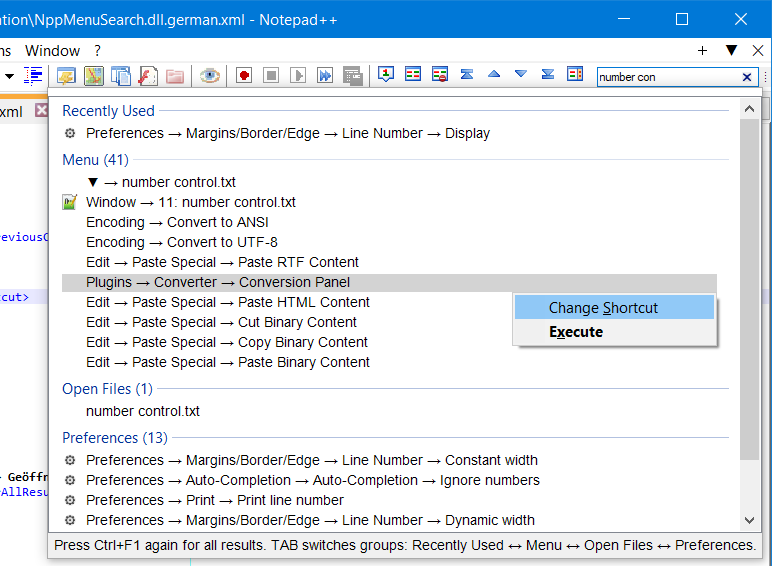 ation\NppMenuSearch.dll.german.xml - Notepad++
ns Window ?
+ ▼ X
number con
xml
Recently Used
Preferences → Margins/Border/Edge → Line Number → Display
Menu (41)
▼ → number control.txt
Window → 11: number control.txt
Encoding → Convert to ANSI
Encoding → Convert to UTF-8
Edit → Paste Special → Paste RTF Content
Plugins → Converter → Conversion Panel
Edit → Paste Special → Paste HTML Content
Edit → Paste Special → Cut Binary Content
Edit → Paste Special → Copy Binary Content
Edit → Paste Special → Paste Binary Content
Change Shortcut
Execute
Open Files (1)
number control.txt
Preferences (13)
Preferences → Margins/Border/Edge → Line Number → Constant width
Preferences → Auto-Completion → Auto-Completion → Ignore numbers
Preferences → Print → Print line number
Preferences → Margins/Border/Edge → Line Number → Dynamic width
Press Ctrl+F1 again for all results. TAB switches groups: Recently Used ↔ Menu ↔ Open Files ↔ Preferences.
reviousC
cut>
Geöffn
AllResu